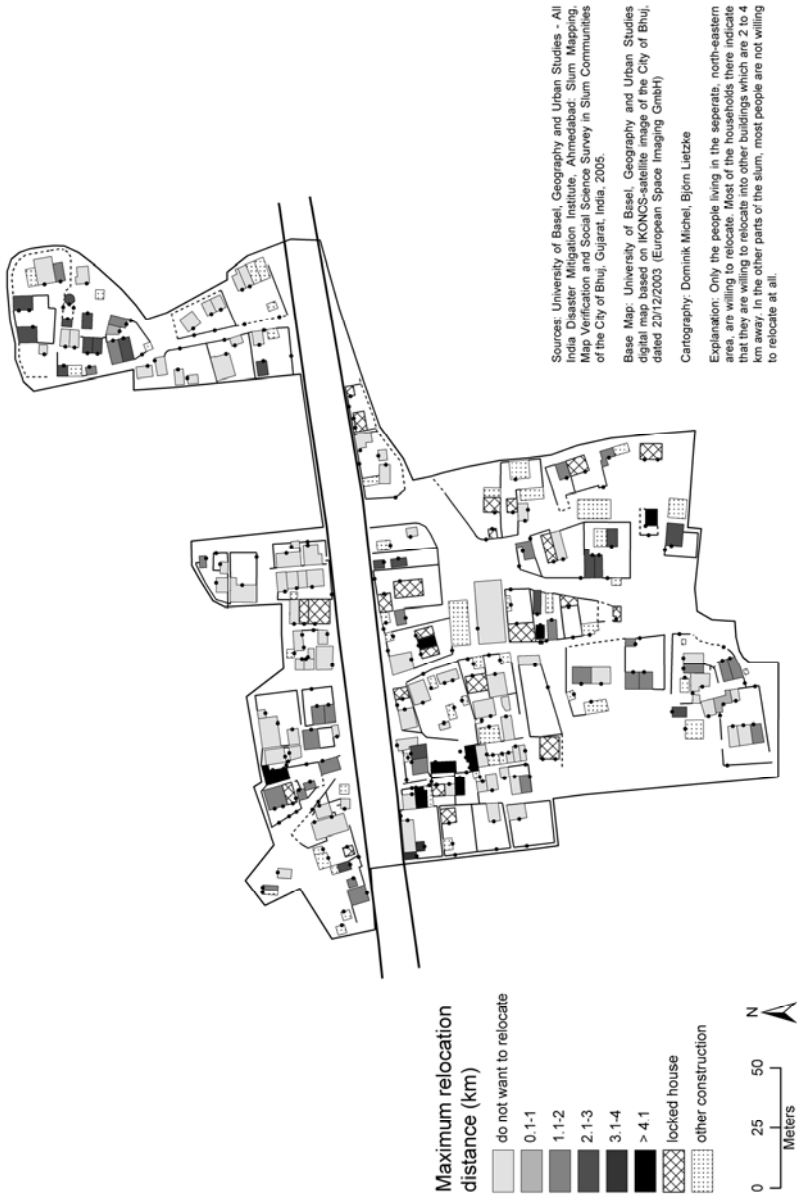 Maximum relocation
distance (km)
do not want to relocate
0.1-1
1.1-2
2.1-3
3.1-4
> 4.1
locked house
other construction
0 25 50
Meters
N
Sources: University of Basel, Geography and Urban Studies - All
India Disaster Mitigation Institute, Ahmedabad: Slum Mapping,
Map Verification and Social Science Survey in Slum Communities
of the City of Bhuj, Gujarat, India, 2005.
Base Map: University of Basel, Geography and Urban Studies
digital map based on IKONCS-satellite image of the City of Bhuj,
dated 20/12/2003 (European Space Imaging GmbH)
Cartography: Dominik Michel, Björn Lietzke
Explanation: Only the people living in the seperate, north-eastern
area, are willing to relocate. Most of the households there indicate
that they are willing to relocate into other buildings which are 2 to 4
km away. In the other parts of the slum, most people are not willing
to relocate at all.